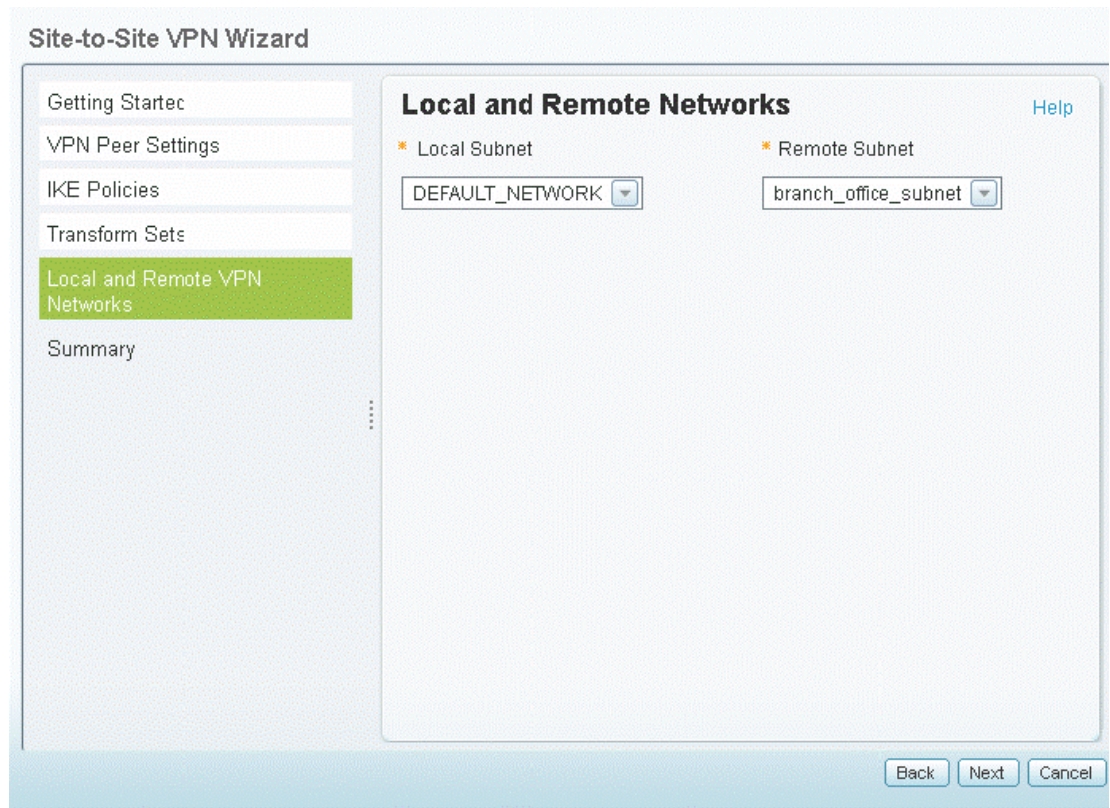 Site-to-Site VPN Wizard
Getting Started
VPN Peer Settings
IKE Policies
Transform Sets
Local and Remote VPN
Networks
Summary
Local and Remote Networks
Help
* Local Subnet
* Remote Subnet
DEFAULT_NETWORK
branch_office_subnet
Back
Next
Cancel